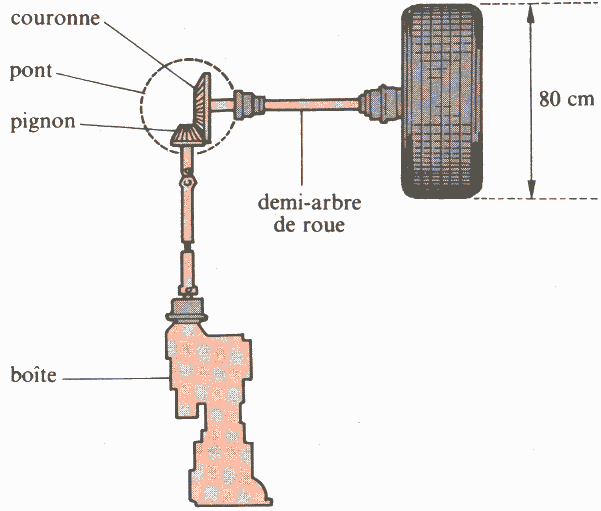 couronne
pont
pignon
80 cm
demi-arbre
de roue
boîte